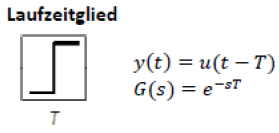 Laufzeitglied
y(t) = u(t − T)
G(s) = e^{-sT}
T